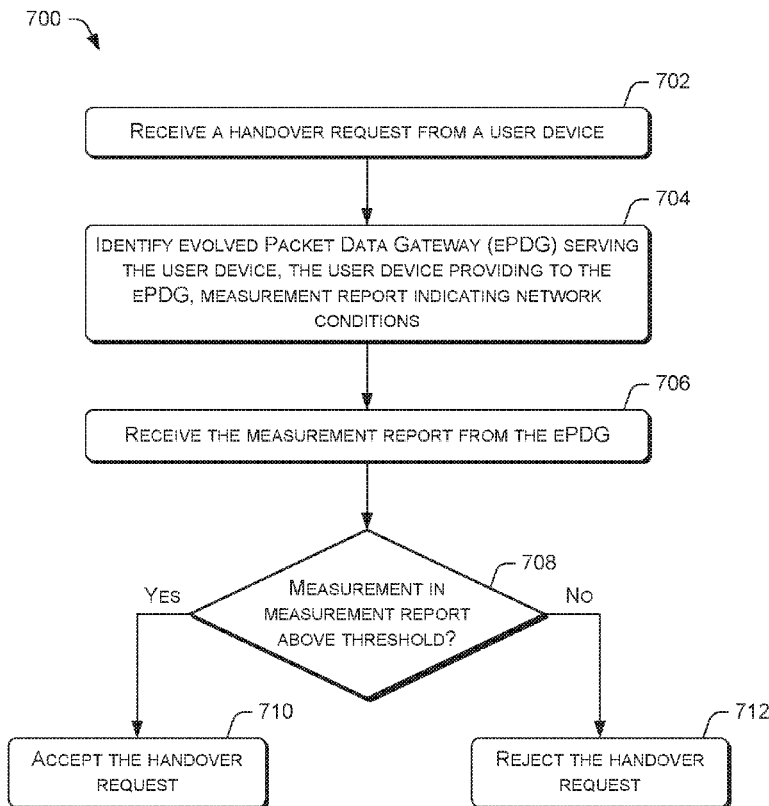 700
702
RECEIVE A HANDOVER REQUEST FROM A USER DEVICE
704
IDENTIFY EVOLVED PACKET DATA GATEWAY (EPDG) SERVING
THE USER DEVICE, THE USER DEVICE PROVIDING TO THE
EPDG, MEASUREMENT REPORT INDICATING NETWORK
CONDITIONS
706
RECEIVE THE MEASUREMENT REPORT FROM THE EPDG
708
YES
MEASUREMENT IN
MEASUREMENT REPORT
ABOVE THRESHOLD?
NO
710
ACCEPT THE HANDOVER
REQUEST
712
REJECT THE HANDOVER
REQUEST